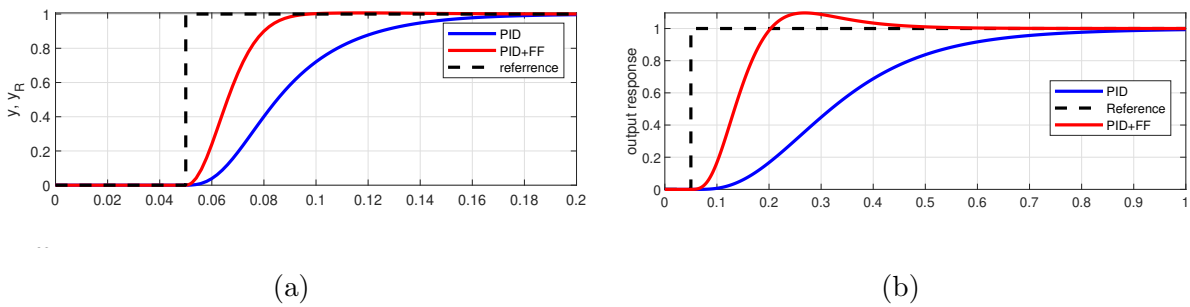 y, y_R
1
0.8
0.6
0.4
0.2
0
0 0.02 0.04 0.06 0.08 0.1 0.12 0.14 0.16 0.18 0.2
PID
PID+FF
referrence
(a)
output response
1
0.8
0.6
0.4
0.2
0
0 0.1 0.2 0.3 0.4 0.5 0.6 0.7 0.8 0.9 1
PID
Reference
PID+FF
(b)